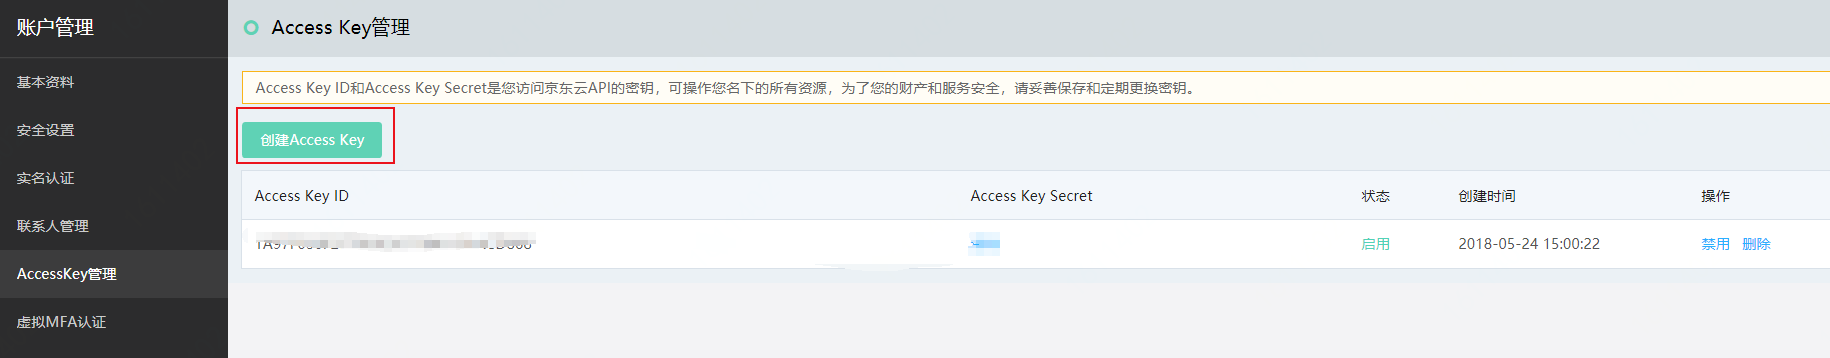 账户管理
Access Key管理
基本资料
安全设置
实名认证
联系人管理
AccessKey管理
虚拟MFA认证
Access Key ID和Access Key Secret是您访问京东云API的密钥，可操作您名下的所有资源，为了您的财产和服务安全，请妥善保存和定期更换密钥。
创建Access Key
Access Key ID Access Key Secret 状态 创建时间 操作
启用 2018-05-24 15:00:22 禁用 删除